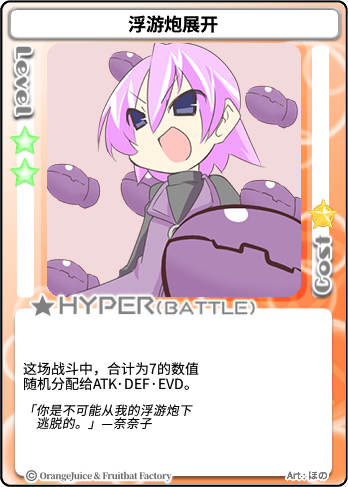 浮游炮展开
Level
Cost
HYPER(BATTLE)
这场战斗中，合计为7的数值
随机分配给ATK·DEF·EVD。
「你是不可能从我的浮游炮下
逃脱的。」—奈奈子
© OrangeJuice & Fruitbat Factory
Art : ほの